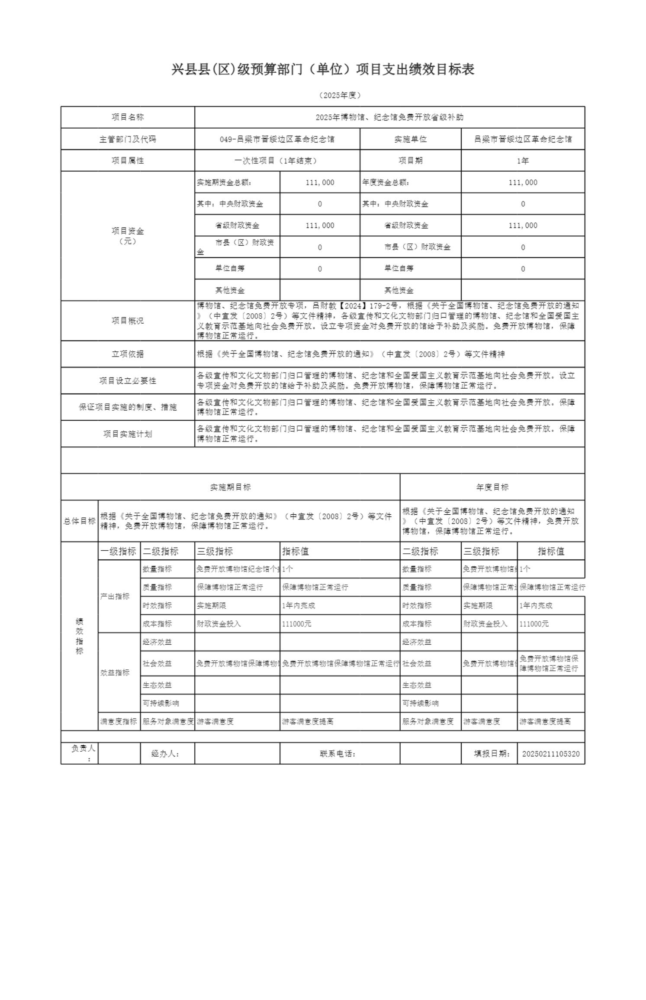 兴县县(区)级预算部门（单位）项目支出绩效目标表
（2025年度）
项目名称 2025年博物馆、纪念馆免费开放省级补助
主管部门及代码 049-吕梁市晋绥边区革命纪念馆 实施单位 吕梁市晋绥边区革命纪念馆
项目属性 一次性项目（1年结束） 项目期 1年
项目资金
（元）
实施期资金总额： 111,000 年度资金总额： 111,000
其中：中央财政资金 0 其中：中央财政资金 0
省级财政资金 111,000 省级财政资金 111,000
市县（区）财政资
金 0 市县（区）财政资金 0
单位自筹 0 单位自筹 0
其他资金 其他资金
项目概况
博物馆、纪念馆免费开放专项，吕财教【2024】179-2号，根据《关于全国博物馆、纪念馆免费开放的通知
》（中宣发〔2008〕2号）等文件精神，各级宣传和文化文物部门归口管理的博物馆、纪念馆和全国爱国主
义教育示范基地向社会免费开放。设立专项资金对免费开放的馆给予补助及奖励。免费开放博物馆，保障
博物馆正常运行。
立项依据 根据《关于全国博物馆、纪念馆免费开放的通知》（中宣发〔2008〕2号）等文件精神
项目设立必要性
各级宣传和文化文物部门归口管理的博物馆、纪念馆和全国爱国主义教育示范基地向社会免费开放。设立
专项资金对免费开放的馆给予补助及奖励。免费开放博物馆，保障博物馆正常运行。
保证项目实施的制度、措施
各级宣传和文化文物部门归口管理的博物馆、纪念馆和全国爱国主义教育示范基地向社会免费开放。保障
博物馆正常运行。
项目实施计划
各级宣传和文化文物部门归口管理的博物馆、纪念馆和全国爱国主义教育示范基地向社会免费开放。保障
博物馆正常运行。
实施期目标 年度目标
总体目标
根据《关于全国博物馆、纪念馆免费开放的通知》（中宣发〔2008〕2号）等文件
精神，免费开放博物馆，保障博物馆正常运行。
根据《关于全国博物馆、纪念馆免费开放的通知
》（中宣发〔2008〕2号）等文件精神，免费开放
博物馆，保障博物馆正常运行。
绩
效
指
标
一级指标 二级指标 三级指标 指标值 二级指标 三级指标 指标值
产出指标
数量指标 免费开放博物馆纪念馆个 1个 数量指标 免费开放博物馆 1个
质量指标 保障博物馆正常运行 保障博物馆正常运行 质量指标 保障博物馆正常 保障博物馆正常运行
时效指标 实施期限 1年内完成 时效指标 实施期限 1年内完成
成本指标 财政资金投入 111000元 成本指标 财政资金投入 111000元
效益指标
经济效益 经济效益
社会效益 免费开放博物馆保障博物 免费开放博物馆保障博物馆正常运行 社会效益 免费开放博物馆 免费开放博物馆保
障博物馆正常运行
生态效益 生态效益
可持续影响 可持续影响
满意度指标 服务对象满意度 游客满意度 游客满意度提高 服务对象满意度 游客满意度 游客满意度提高
负责人
： 经办人： 联系电话： 填报日期： 20250211105320